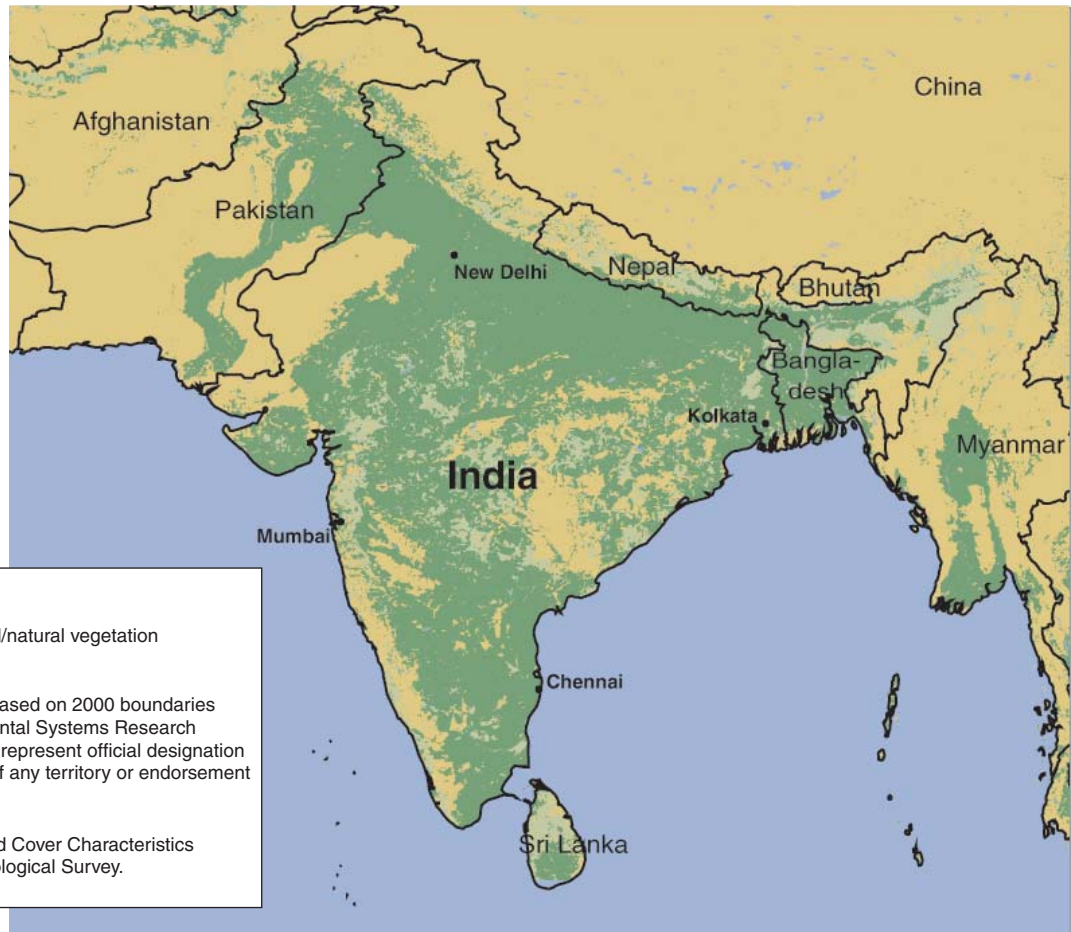 China
Afghanistan
Pakistan
New Delhi
Nepal
Bhutan
Bangla-
desh
Kolkata
Myanmar
India
Mumbai
/natural vegetation
ased on 2000 boundaries
ntal Systems Research
represent official designation
f any territory or endorsement
Chennai
d Cover Characteristics
ological Survey.
Sri Lanka